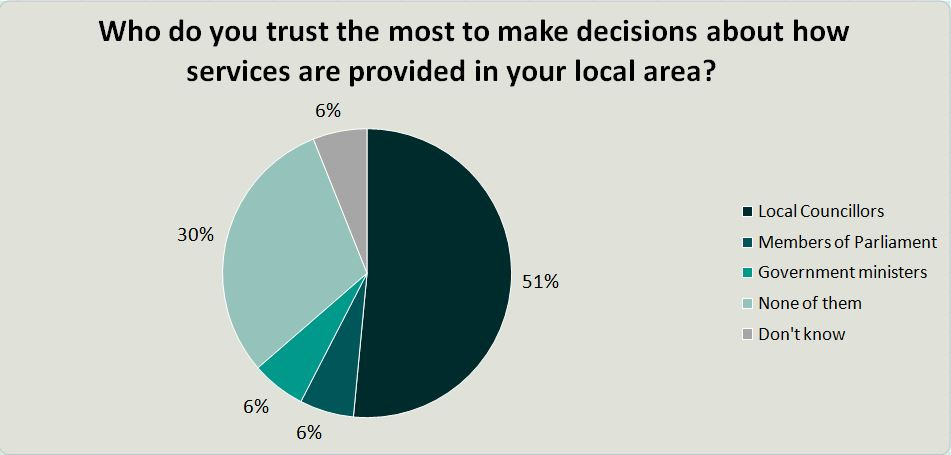 Who do you trust the most to make decisions about how
services are provided in your local area?
6%
30%
51%
6%
6%
Local Councillors
Members of Parliament
Government ministers
None of them
Don't know